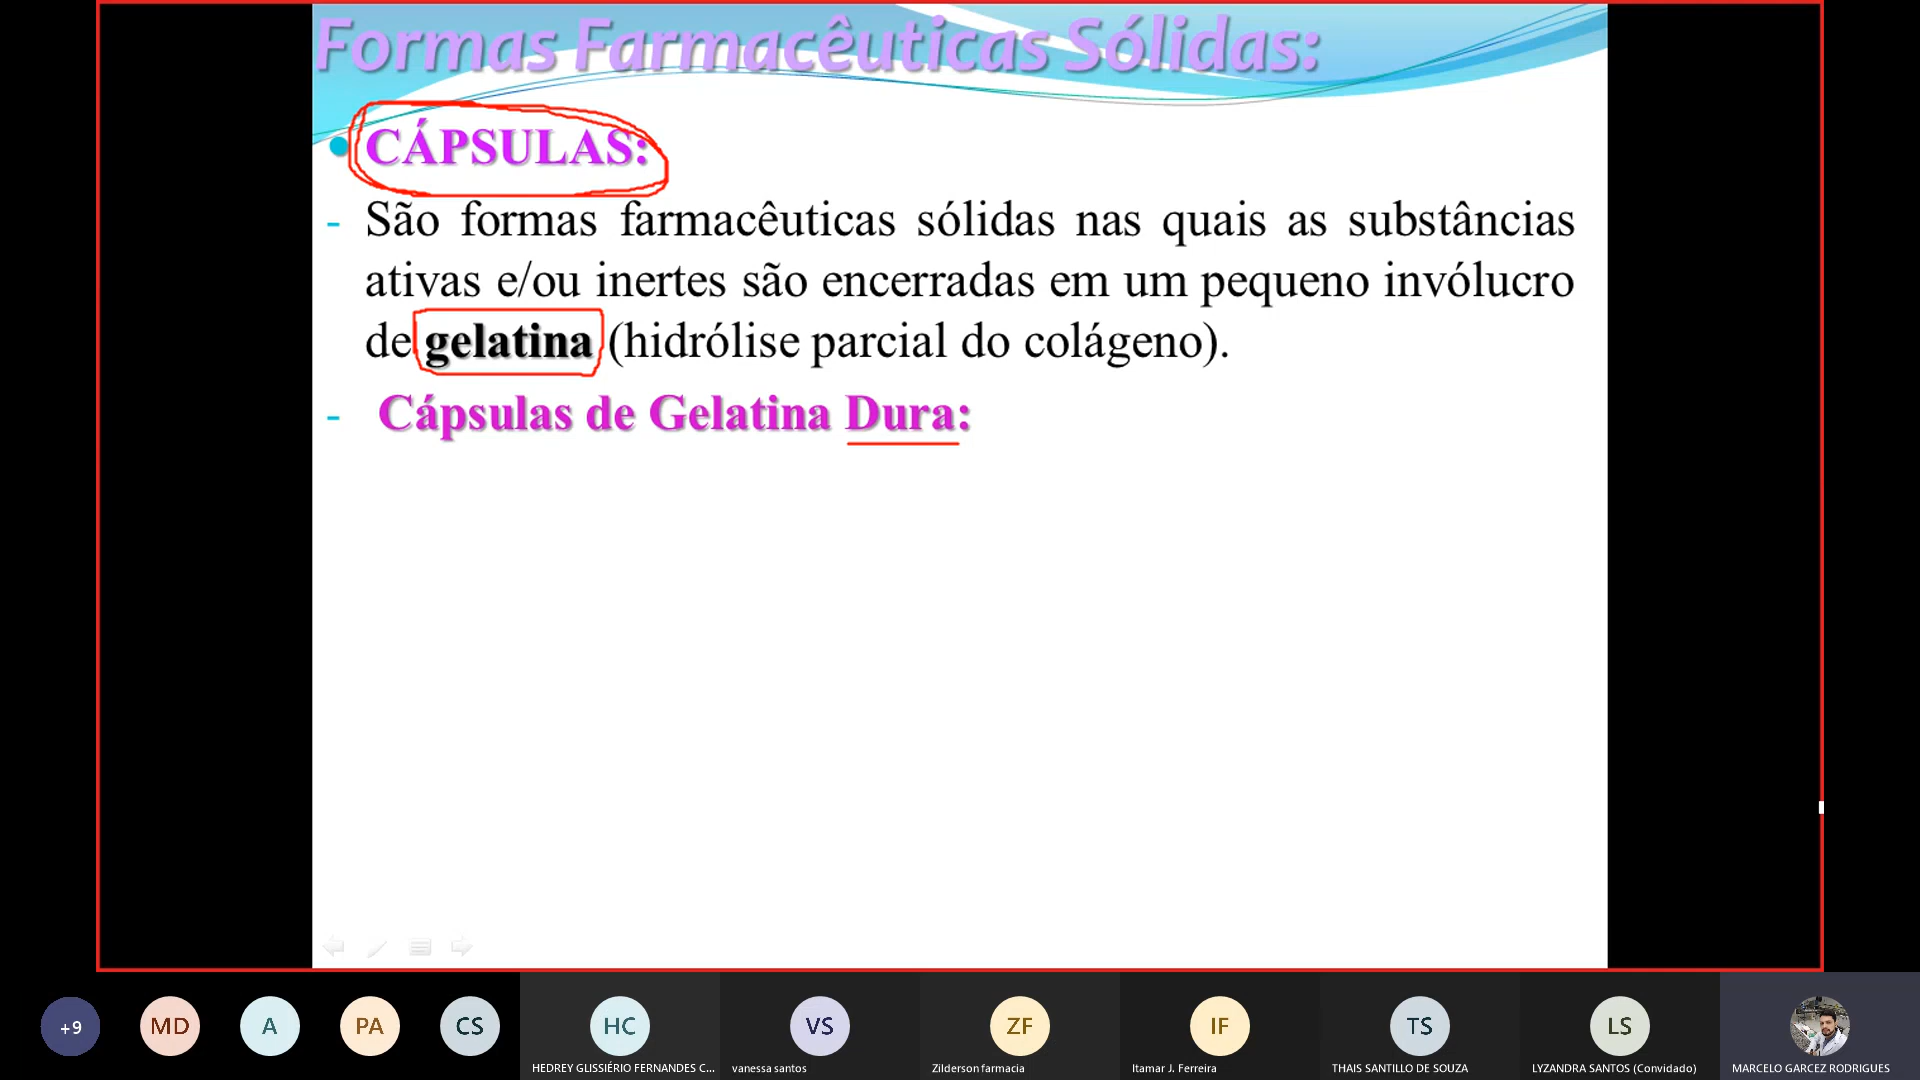 Formas Farmacêuticas Sólidas:
• CÁPSULAS:
- São formas farmacêuticas sólidas nas quais as substâncias
ativas e/ou inertes são encerradas em um pequeno invólucro
de gelatina (hidrólise parcial do colágeno).
- Cápsulas de Gelatina Dura:
+9
MD
A
PA
CS
HC
VS
ZF
IF
TS
LS
HEDREY GLISSIÉRIO FERNANDES C...
vanessa santos
Zilderson farmacia
Itamar J. Ferreira
THAIS SANTILLO DE SOUZA
LYZANDRA SANTOS (Convidado)
MARCELO GARCEZ RODRIGUES